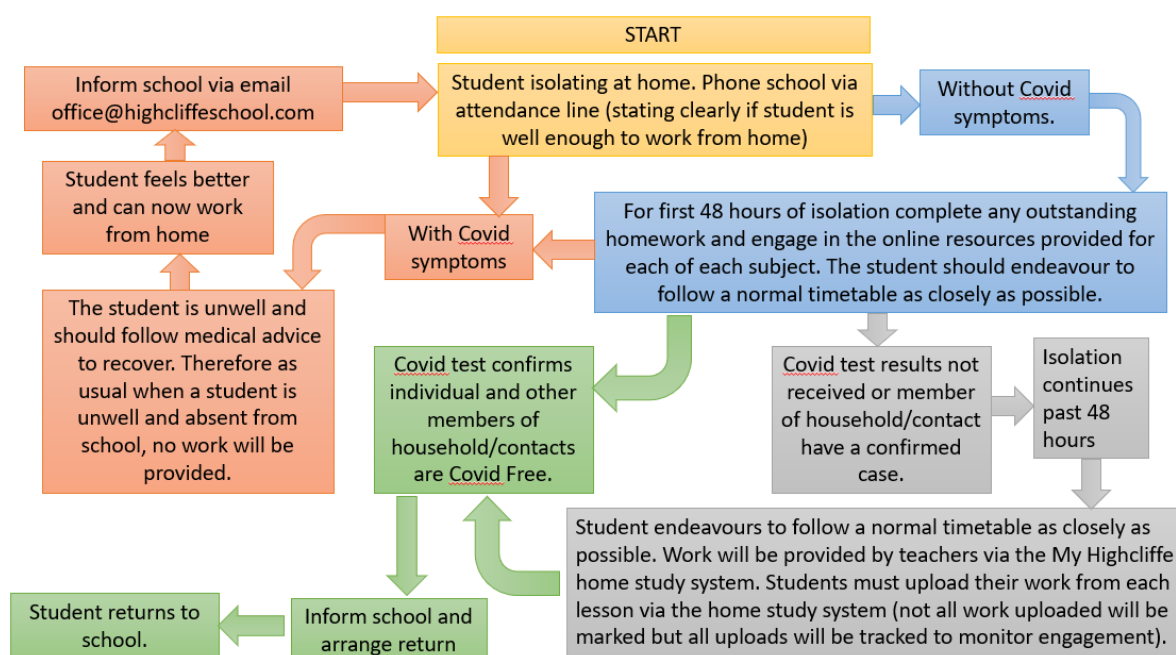 START
Student isolating at home. Phone school via
attendance line (stating clearly if student is
well enough to work from home)
Without Covid
symptoms.
For first 48 hours of isolation complete any outstanding
homework and engage in the online resources provided for
each of each subject. The student should endeavour to
follow a normal timetable as closely as possible.
With Covid
symptoms
The student is unwell and
should follow medical advice
to recover. Therefore as
usual when a student is
unwell and absent from
school, no work will be
provided.
Student feels better
and can now work
from home
Inform school via email
office@highcliffeschool.com
Covid test confirms
individual and other
members of
household/contacts
are Covid Free.
Covid test results not
received or member
of household/contact
have a confirmed
case.
Isolation
continues
past 48
hours
Student endeavours to follow a normal timetable as closely as
possible. Work will be provided by teachers via the My Highcliffe
home study system. Students must upload their work from each
lesson via the home study system (not all work uploaded will be
marked but all uploads will be tracked to monitor engagement).
Inform school and
arrange return
Student returns to
school.